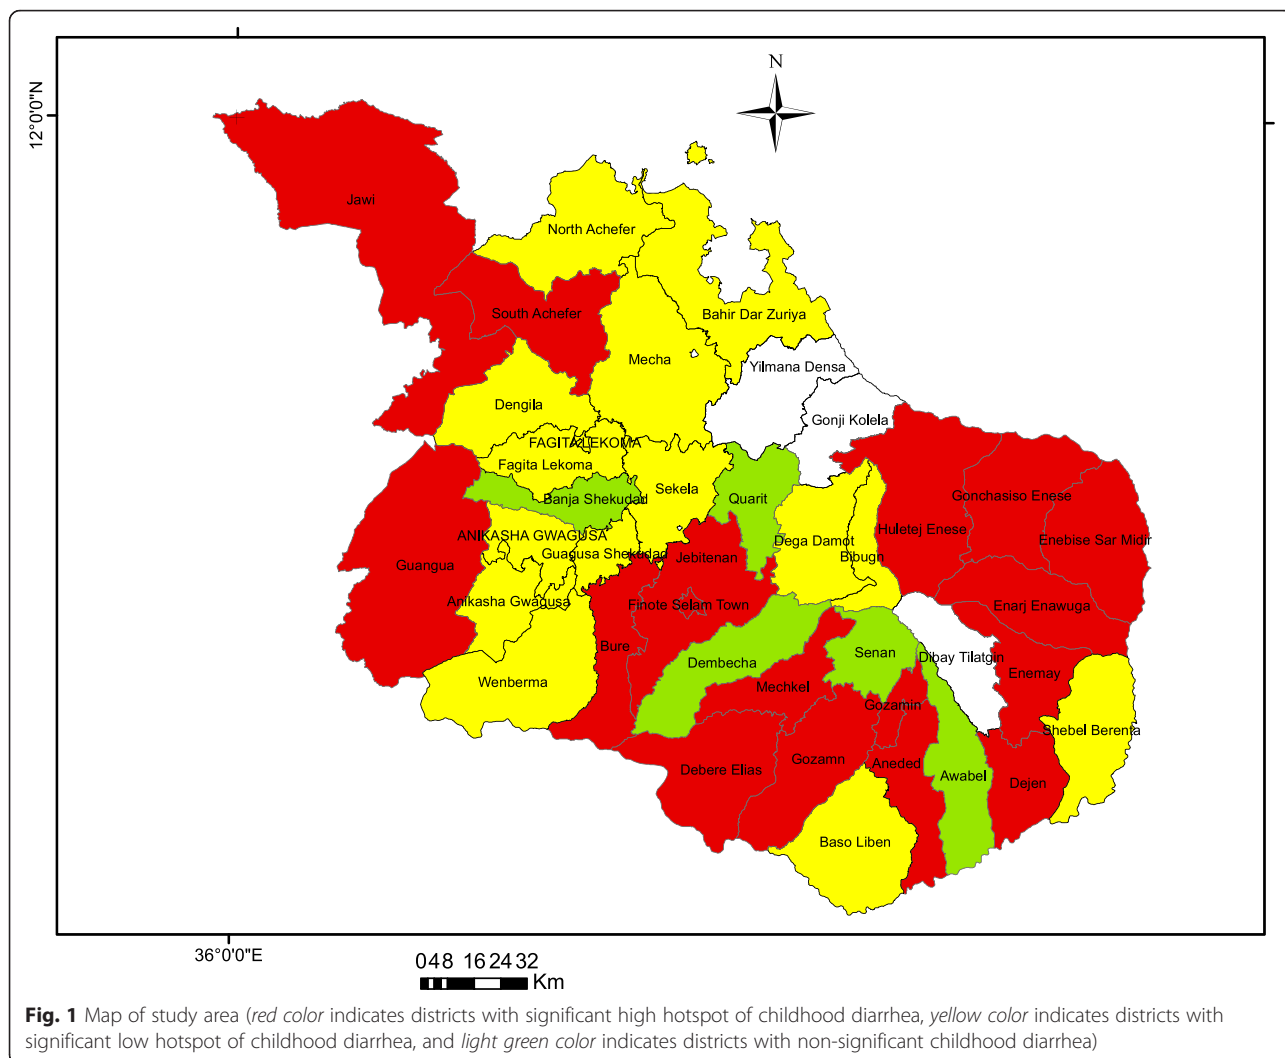 N
12°0'0"N
Jawi
North Achefer
South Achefer
Bahir Dar Zuriya
Mecha
Yilmana Densa
Dengila
Gonji Kolela
FAGITA LEKOMA
Fagita Lekoma
Sekela
Banja Shekudad
Quarit
Gonchasiso Enese
Huletej Enese
Enebise Sar Midir
ANIKASHA GWAGUSA
Guagusa Shekudad
Jebitenan
Dega Damot
Bibugn
Guangua
Anikasha Gwagusa
Finote Selam Town
Enarj Enawuga
Bure
Dembecha
Senan
Dibay Tilatgin
Enemay
Wenberma
Mechkel
Gozamin
Shebel Berenta
Debere Elias
Gozamn
Aneded
Awabel
Dejen
Baso Liben
36°0'0"E
0 4 8 16 24 32
Km
Fig. 1 Map of study area (red color indicates districts with significant high hotspot of childhood diarrhea, yellow color indicates districts with
significant low hotspot of childhood diarrhea, and light green color indicates districts with non-significant childhood diarrhea)